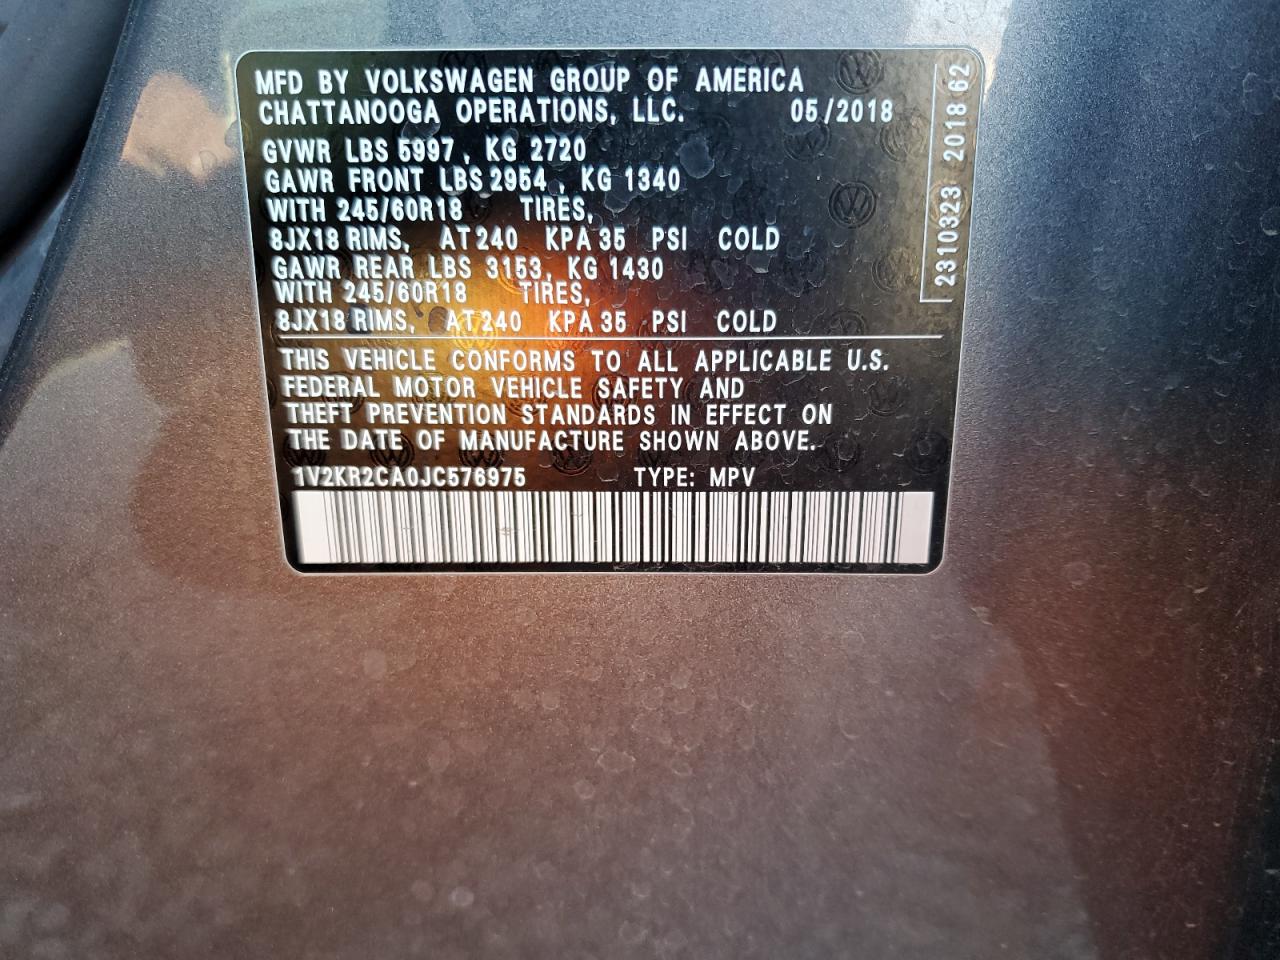 MFD BY VOLKSWAGEN GROUP OF AMERICA
CHATTANOOGA OPERATIONS, LLC. 05/2018
GVWR LBS 5997, KG 2720
GAWR FRONT LBS 2954, KG 1340
WITH 245/60R18 TIRES,
8JX18 RIMS, AT 240 KPA 35 PSI COLD
GAWR REAR LBS 3153, KG 1430
WITH 245/60R18 TIRES,
8JX18 RIMS, AT 240 KPA 35 PSI COLD
THIS VEHICLE CONFORMS TO ALL APPLICABLE U.S.
FEDERAL MOTOR VEHICLE SAFETY AND
THEFT PREVENTION STANDARDS IN EFFECT ON
THE DATE OF MANUFACTURE SHOWN ABOVE.
1V2KR2CA0JC576975 TYPE: MPV
2310323 2018 62